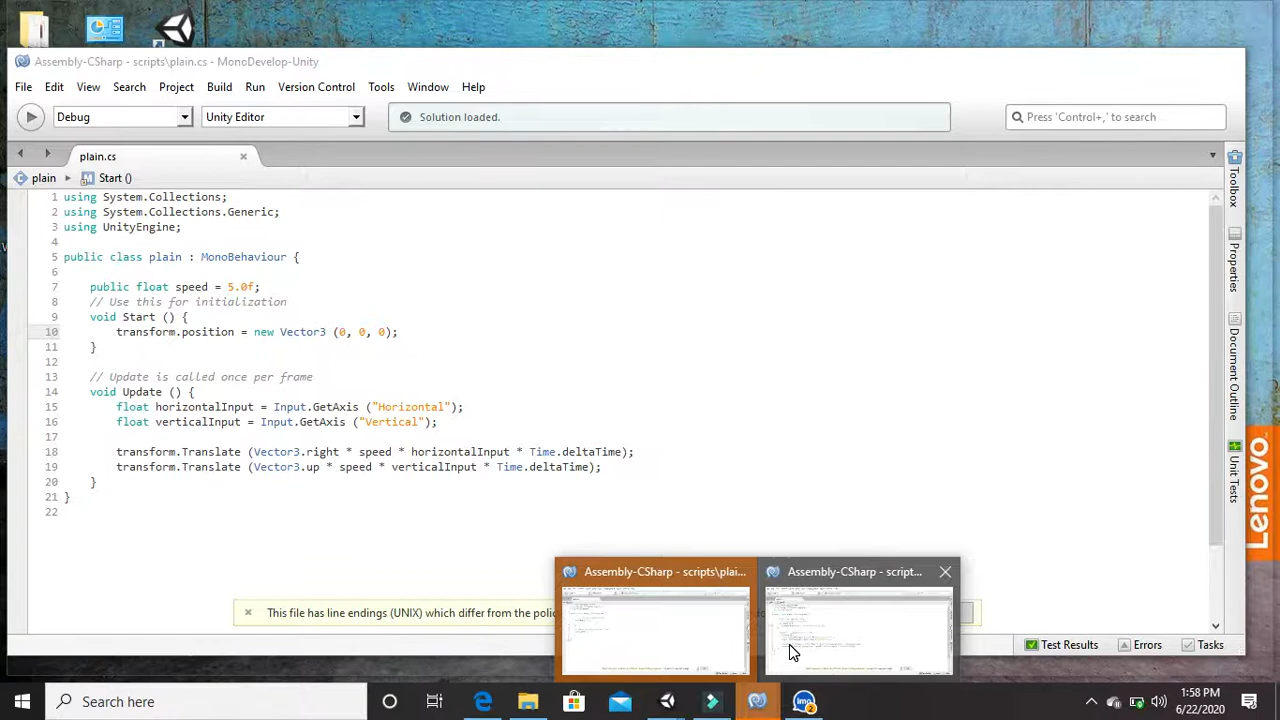 Assembly-CSharp - scripts\plain.cs - MonoDevelop-Unity
File Edit View Search Project Build Run Version Control Tools Window Help
Debug Unity Editor Solution loaded. Press 'Control+,' to search
plain.cs
plain Start ()
1 using System.Collections;
2 using System.Collections.Generic;
3 using UnityEngine;
4
5 public class plain : MonoBehaviour {
6
7 public float speed = 5.0f;
8 // Use this for initialization
9 void Start () {
10 transform.position = new Vector3 (0, 0, 0);
11 }
12
13 // Update is called once per frame
14 void Update () {
15 float horizontalInput = Input.GetAxis ("Horizontal");
16 float verticalInput = Input.GetAxis ("Vertical");
17
18 transform.Translate (Vector3.right * speed * horizontalInput * Time.deltaTime);
19 transform.Translate (Vector3.up * speed * verticalInput * Time.deltaTime);
20 }
21 }
22
Toolbox
Properties
Document Outline
Unit Tests
Lenovo
Assembly-CSharp - scripts\plai... Assembly-CSharp - script...
This file has line endings (UNIX) which differ from the
Test Results Errors Tasks
Search here imo 2
1:58 PM
6/22/2020